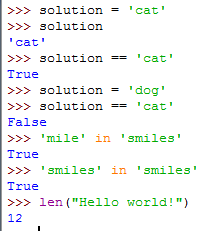 >>> solution = 'cat'
>>> solution
'cat'
>>> solution == 'cat'
True
>>> solution = 'dog'
>>> solution == 'cat'
False
>>> 'mile' in 'smiles'
True
>>> 'smiles' in 'smiles'
True
>>> len("Hello world!")
12